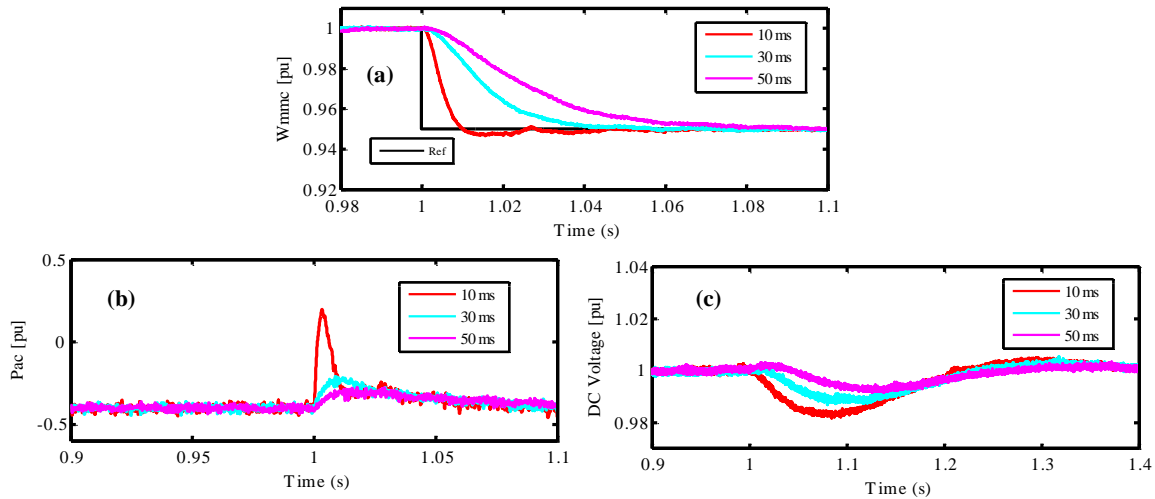 1
0.98
0.96
0.94
0.92
Wmmc [pu]
(a)
10 ms
30 ms
50 ms
Ref
0.98
1
1.02
1.04
1.06
1.08
1.1
Time (s)
0.5
0
-0.5
Pac [pu]
(b)
10 ms
30 ms
50 ms
0.9
0.95
1
1.05
1.1
Time (s)
1.04
1.02
1
0.98
DC Voltage [pu]
(c)
10 ms
30 ms
50 ms
0.9
1
1.1
1.2
1.3
1.4
Time (s)